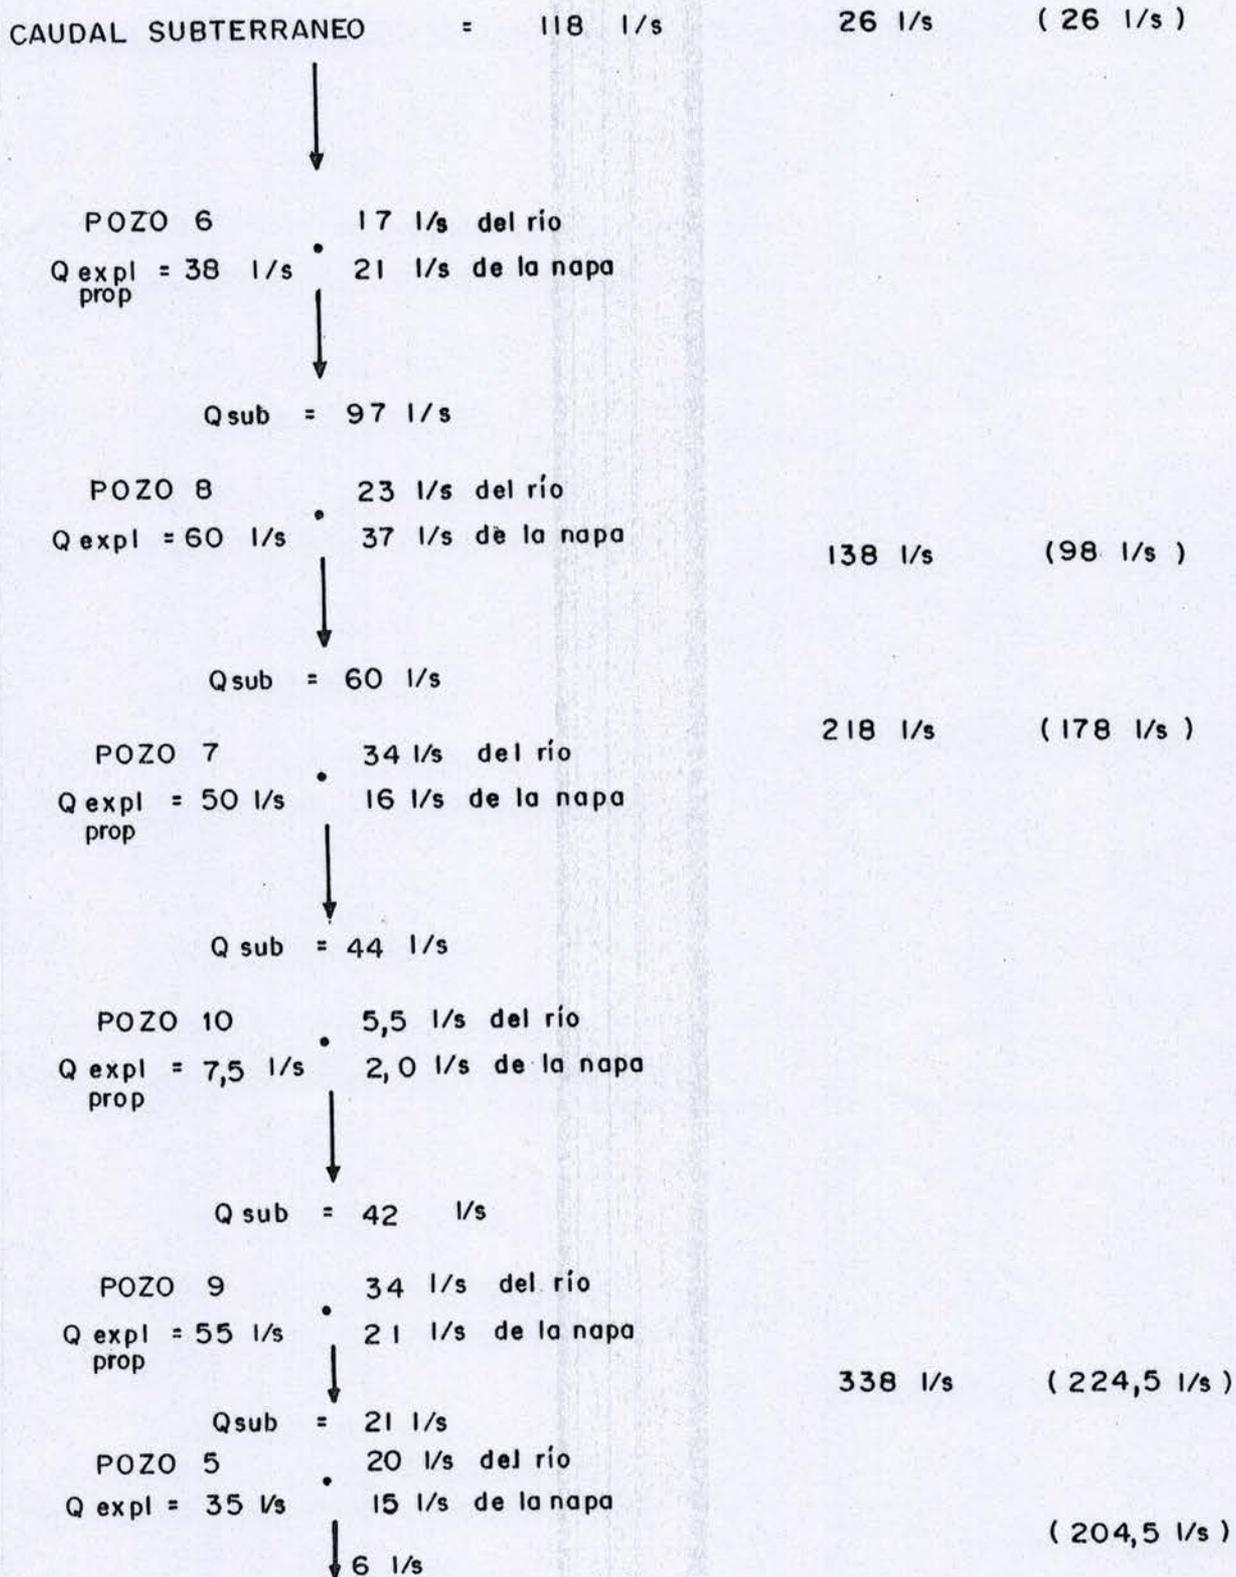 CAUDAL SUBTERRANEO = 118 l/s 26 l/s (26 l/s)
POZO 6 17 l/s del río
Q expl = 38 l/s 21 l/s de la napa
prop
Qsub = 97 l/s
POZO 8 23 l/s del río
Q expl = 60 l/s 37 l/s de la napa
138 l/s (98 l/s)
Qsub = 60 l/s
218 l/s (178 l/s)
POZO 7 34 l/s del río
Q expl = 50 l/s 16 l/s de la napa
prop
Q sub = 44 l/s
POZO 10 5,5 l/s del río
Q expl = 7,5 l/s 2,0 l/s de la napa
prop
Q sub = 42 l/s
POZO 9 34 l/s del río
Q expl = 55 l/s 21 l/s de la napa
prop
338 l/s (224,5 l/s)
Qsub = 21 l/s
POZO 5 20 l/s del río
Q expl = 35 l/s 15 l/s de la napa
(204,5 l/s)
6 l/s